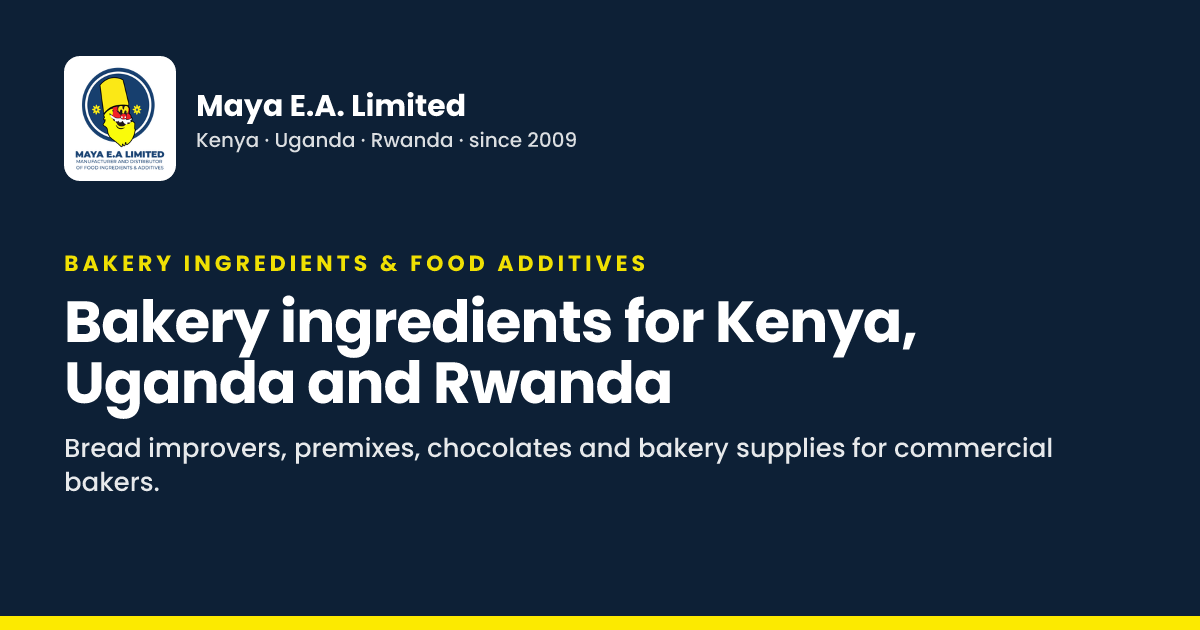 MAYA E.A LIMITED
MANUFACTURER AND DISTRIBUTOR
OF FOOD INGREDIENTS & ADDITIVES
Maya E.A. Limited
Kenya · Uganda · Rwanda · since 2009
BAKERY INGREDIENTS & FOOD ADDITIVES
Bakery ingredients for Kenya,
Uganda and Rwanda
Bread improvers, premixes, chocolates and bakery supplies for commercial
bakers.